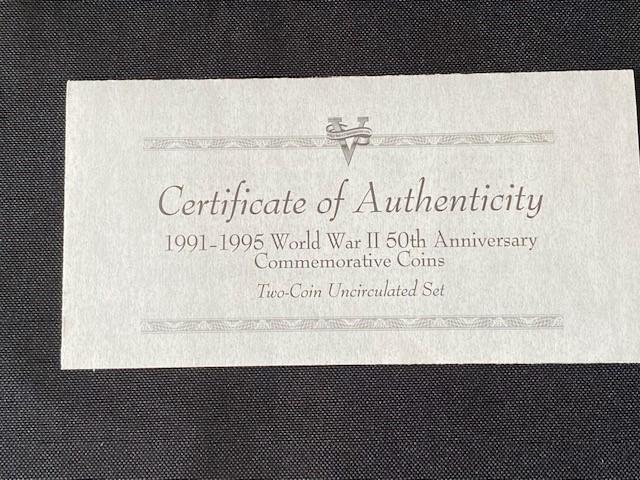 V
Certificate of Authenticity
1991-1995 World War II 50th Anniversary
Commemorative Coins
Two-Coin Uncirculated Set